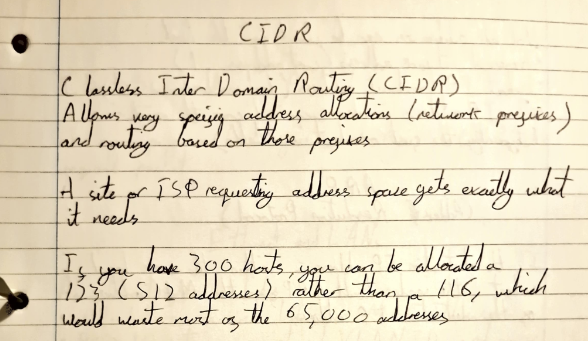 CIDR
Classless Inter Domain Routing (CIDR)
Allows very specific address allocations (network prefixes)
and routing based on those prefixes
A site or ISP requesting address space gets exactly what
it needs
If you have 300 hosts, you can be allocated a
/23 (512 addresses) rather than a /16, which
would waste most of the 65,000 addresses